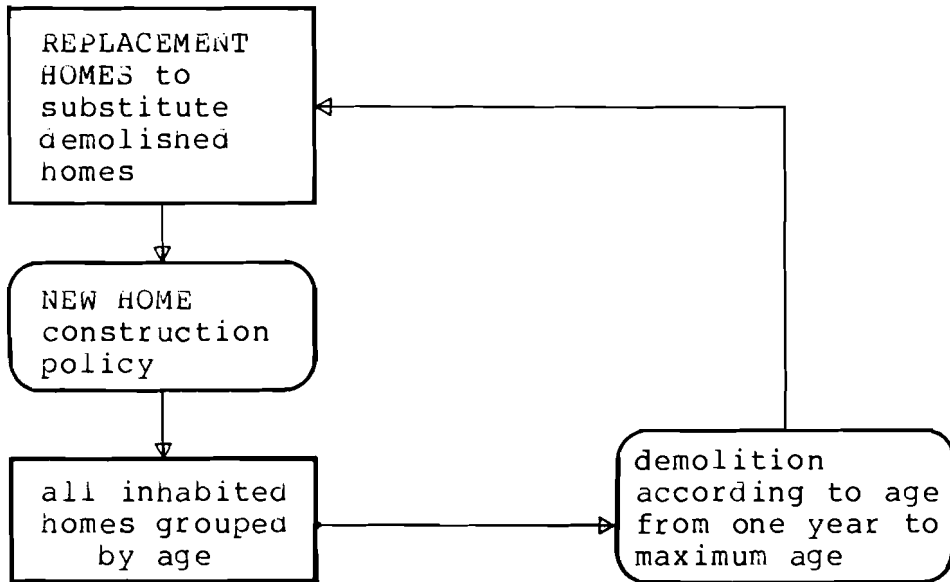 REPLACEMENT
HOMES to
substitute
demolished
homes
NEW HOME
construction
policy
all inhabited
homes grouped
by age
demolition
according to age
from one year to
maximum age